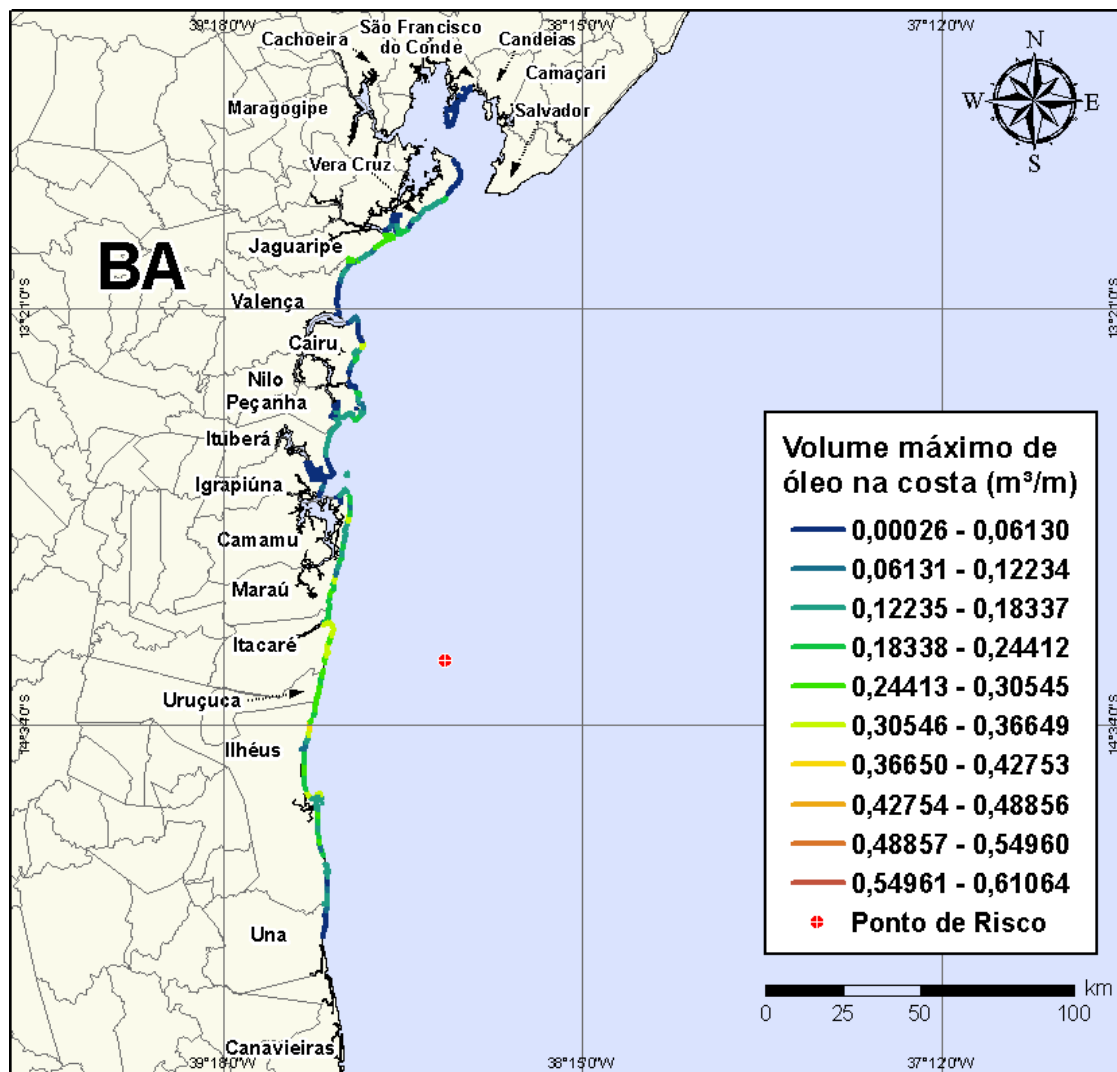 39°18'0"W
38°15'0"W
37°12'0"W
São Francisco
do Conde
Cachoeira
Candeias
Camaçari
Maragogipe
Salvador
Vera Cruz
N
W
E
S
Jaguaripe
BA
13°21'0"S
13°21'0"S
Valença
Cairu
Nilo
Peçanha
Ituberá
Igrapiúna
Camamu
Maraú
Itacaré
Uruçuca
14°34'0"S
14°34'0"S
Ilhéus
Una
Canavieiras
Volume máximo de
óleo na costa (m³/m)
0,00026 - 0,06130
0,06131 - 0,12234
0,12235 - 0,18337
0,18338 - 0,24412
0,24413 - 0,30545
0,30546 - 0,36649
0,36650 - 0,42753
0,42754 - 0,48856
0,48857 - 0,54960
0,54961 - 0,61064
Ponto de Risco
km
0 25 50 100
39°18'0"W
38°15'0"W
37°12'0"W